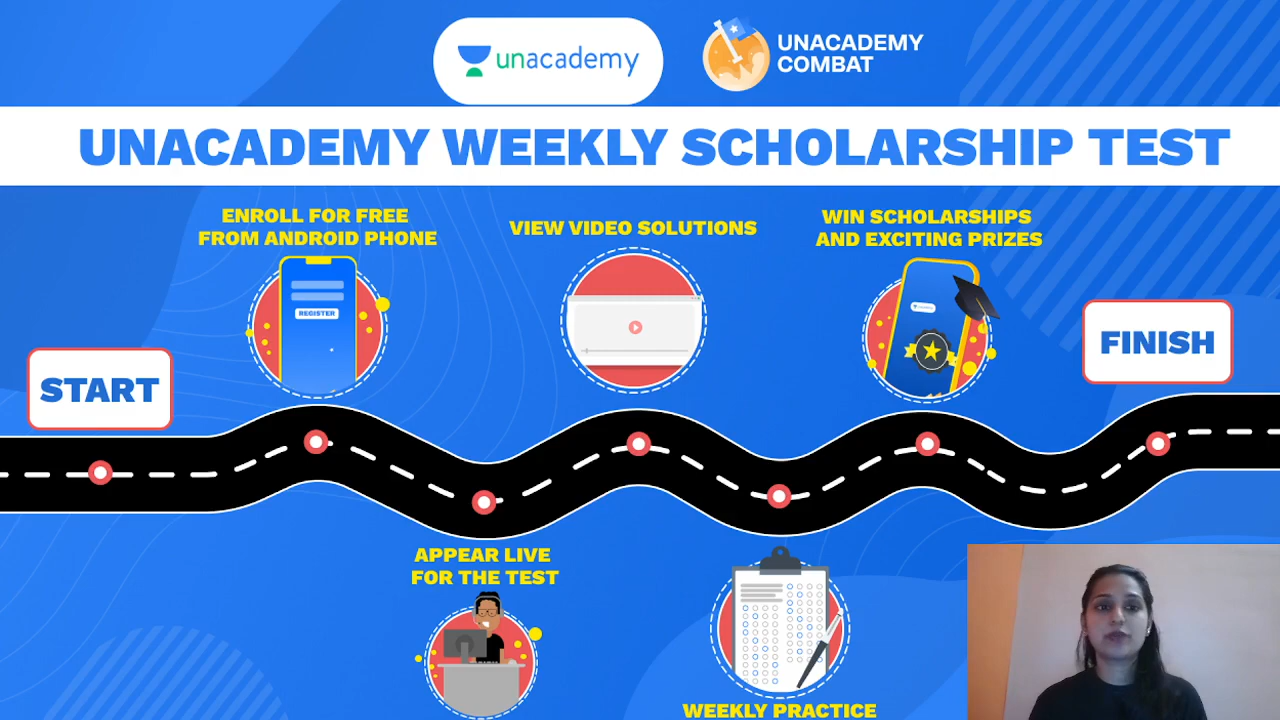 unacademy
UNACADEMY
COMBAT
UNACADEMY WEEKLY SCHOLARSHIP TEST
ENROLL FOR FREE
FROM ANDROID PHONE
VIEW VIDEO SOLUTIONS
WIN SCHOLARSHIPS
AND EXCITING PRIZES
REGISTER
START
FINISH
APPEAR LIVE
FOR THE TEST
WEEKLY PRACTICE